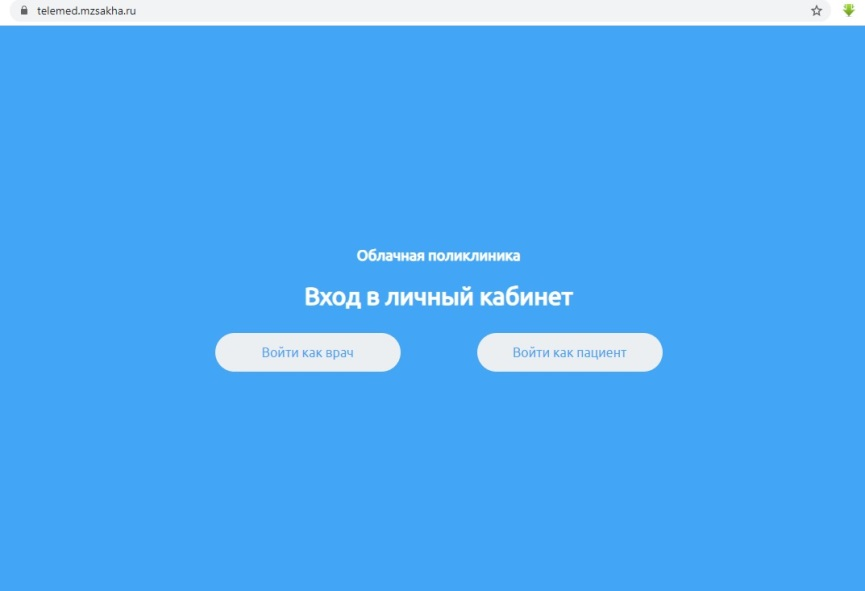 telemed.mzsakha.ru
Облачная поликлиника
Вход в личный кабинет
Войти как врач
Войти как пациент